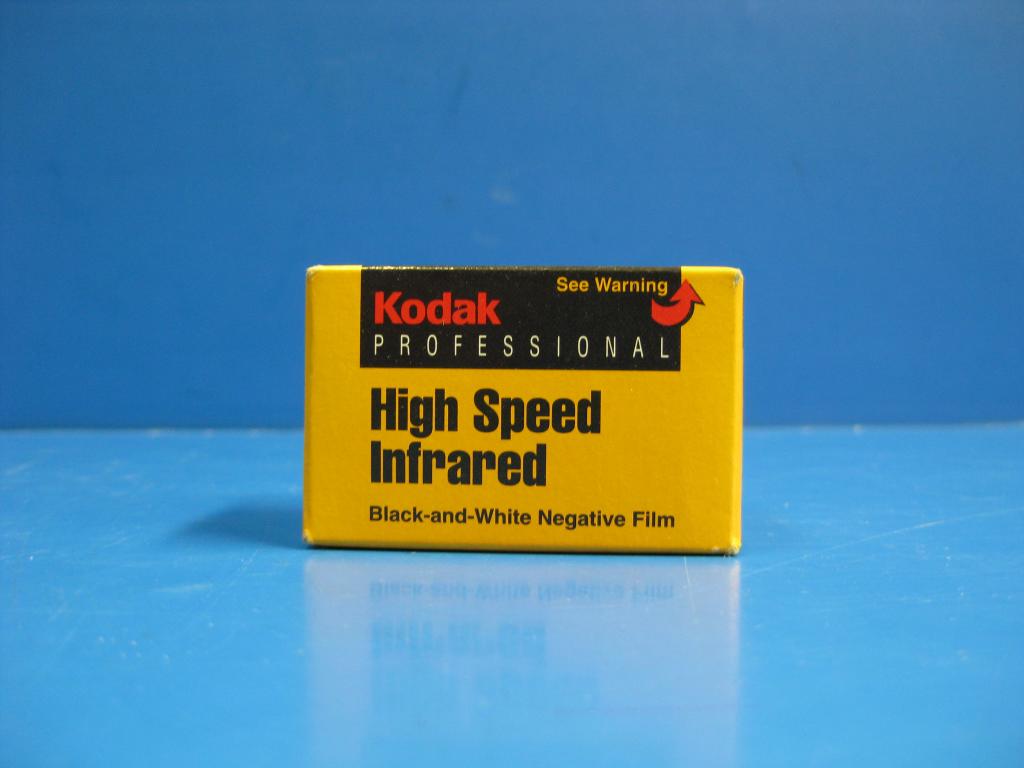 See Warning
Kodak
PROFESSIONAL
High Speed
Infrared
Black-and-White Negative Film